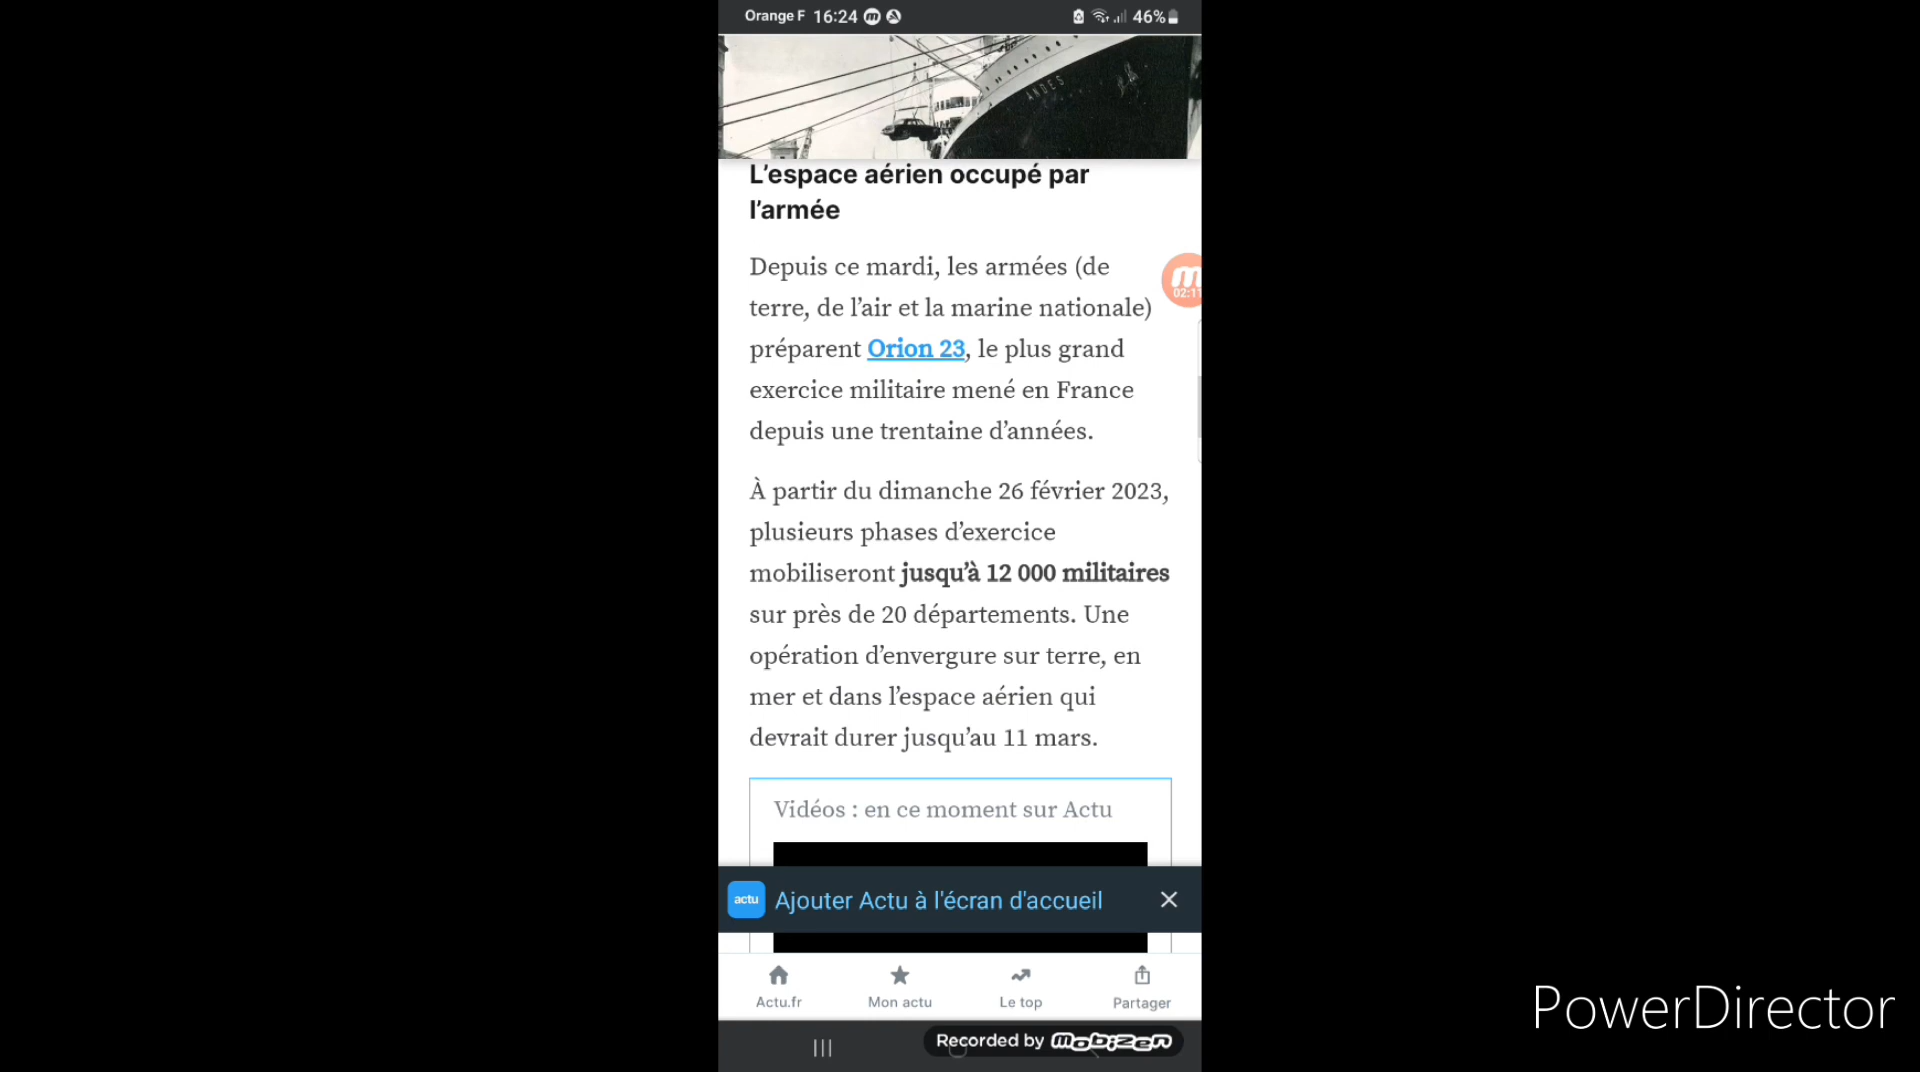 Orange F 16:24 46%
ANDES
L’espace aérien occupé par
l’armée
Depuis ce mardi, les armées (de
terre, de l’air et la marine nationale)
préparent Orion 23, le plus grand
exercice militaire mené en France
depuis une trentaine d’années.
02:11
À partir du dimanche 26 février 2023,
plusieurs phases d’exercice
mobiliseront jusqu’à 12 000 militaires
sur près de 20 départements. Une
opération d’envergure sur terre, en
mer et dans l’espace aérien qui
devrait durer jusqu’au 11 mars.
Vidéos : en ce moment sur Actu
actu Ajouter Actu à l'écran d'accueil
Actu.fr Mon actu Le top Partager
Recorded by mobizen
PowerDirector